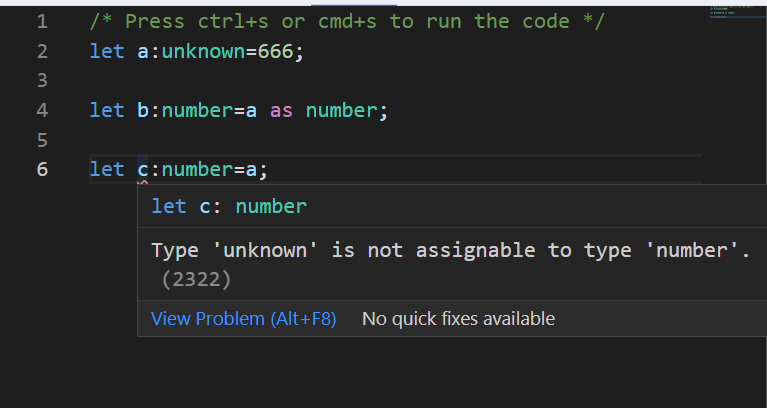 1 /* Press ctrl+s or cmd+s to run the code */
2 let a:unknown=666;
3
4 let b:number=a as number;
5
6 let c:number=a;
let c: number
Type 'unknown' is not assignable to type 'number'.
(2322)
View Problem (Alt+F8) No quick fixes available